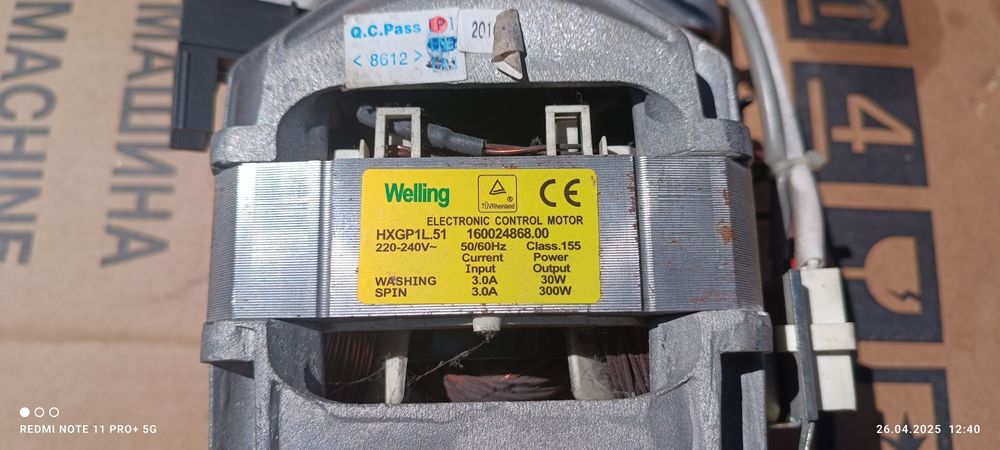 Q.C.Pass P
< 8612 >
201
Welling
TÜVRheinland
®
CE
ELECTRONIC CONTROL MOTOR
HXGP1L.51 160024868.00
220-240V~ 50/60Hz Class.155
Current Power
Input Output
WASHING 3.0A 30W
SPIN 3.0A 300W
МАШИНА
MACHINE
4
REDMI NOTE 11 PRO+ 5G
26.04.2025 12:40